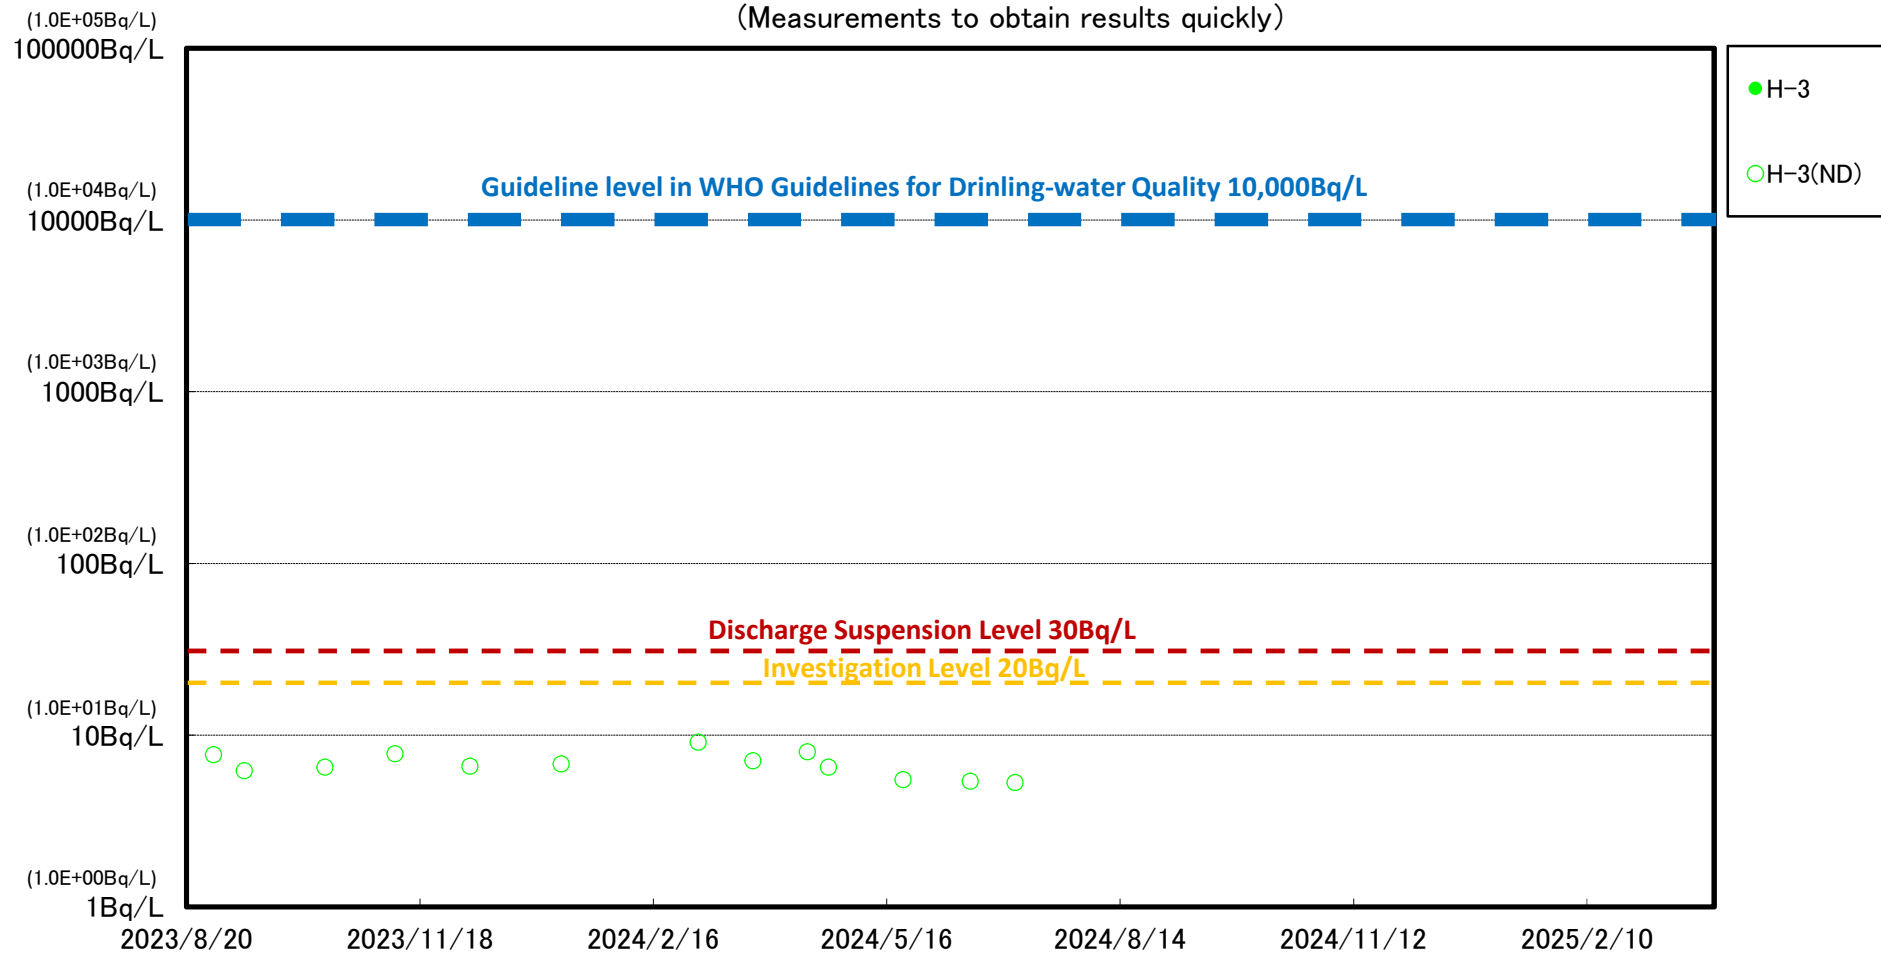 (Measurements to obtain results quickly)
(1.0E+05Bq/L)
100000Bq/L
H-3
H-3(ND)
(1.0E+04Bq/L)
10000Bq/L
Guideline level in WHO Guidelines for Drinling-water Quality 10,000Bq/L
(1.0E+03Bq/L)
1000Bq/L
(1.0E+02Bq/L)
100Bq/L
Discharge Suspension Level 30Bq/L
Investigation Level 20Bq/L
(1.0E+01Bq/L)
10Bq/L
(1.0E+00Bq/L)
1Bq/L
2023/8/20 2023/11/18 2024/2/16 2024/5/16 2024/8/14 2024/11/12 2025/2/10